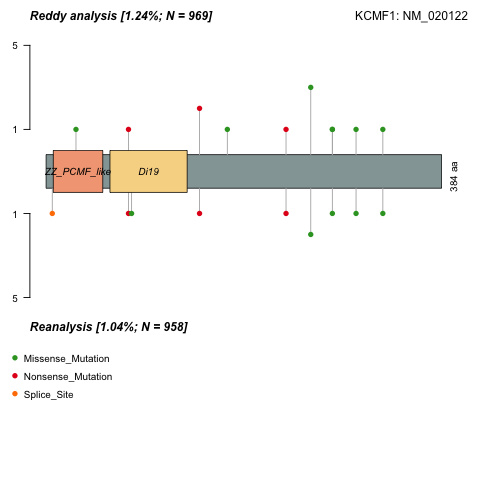 Reddy analysis [1.24%; N = 969]
KCMF1: NM_020122
5
1
ZZ_PCMF_like
Di19
384 aa
1
5
Reanalysis [1.04%; N = 958]
Missense_Mutation
Nonsense_Mutation
Splice_Site